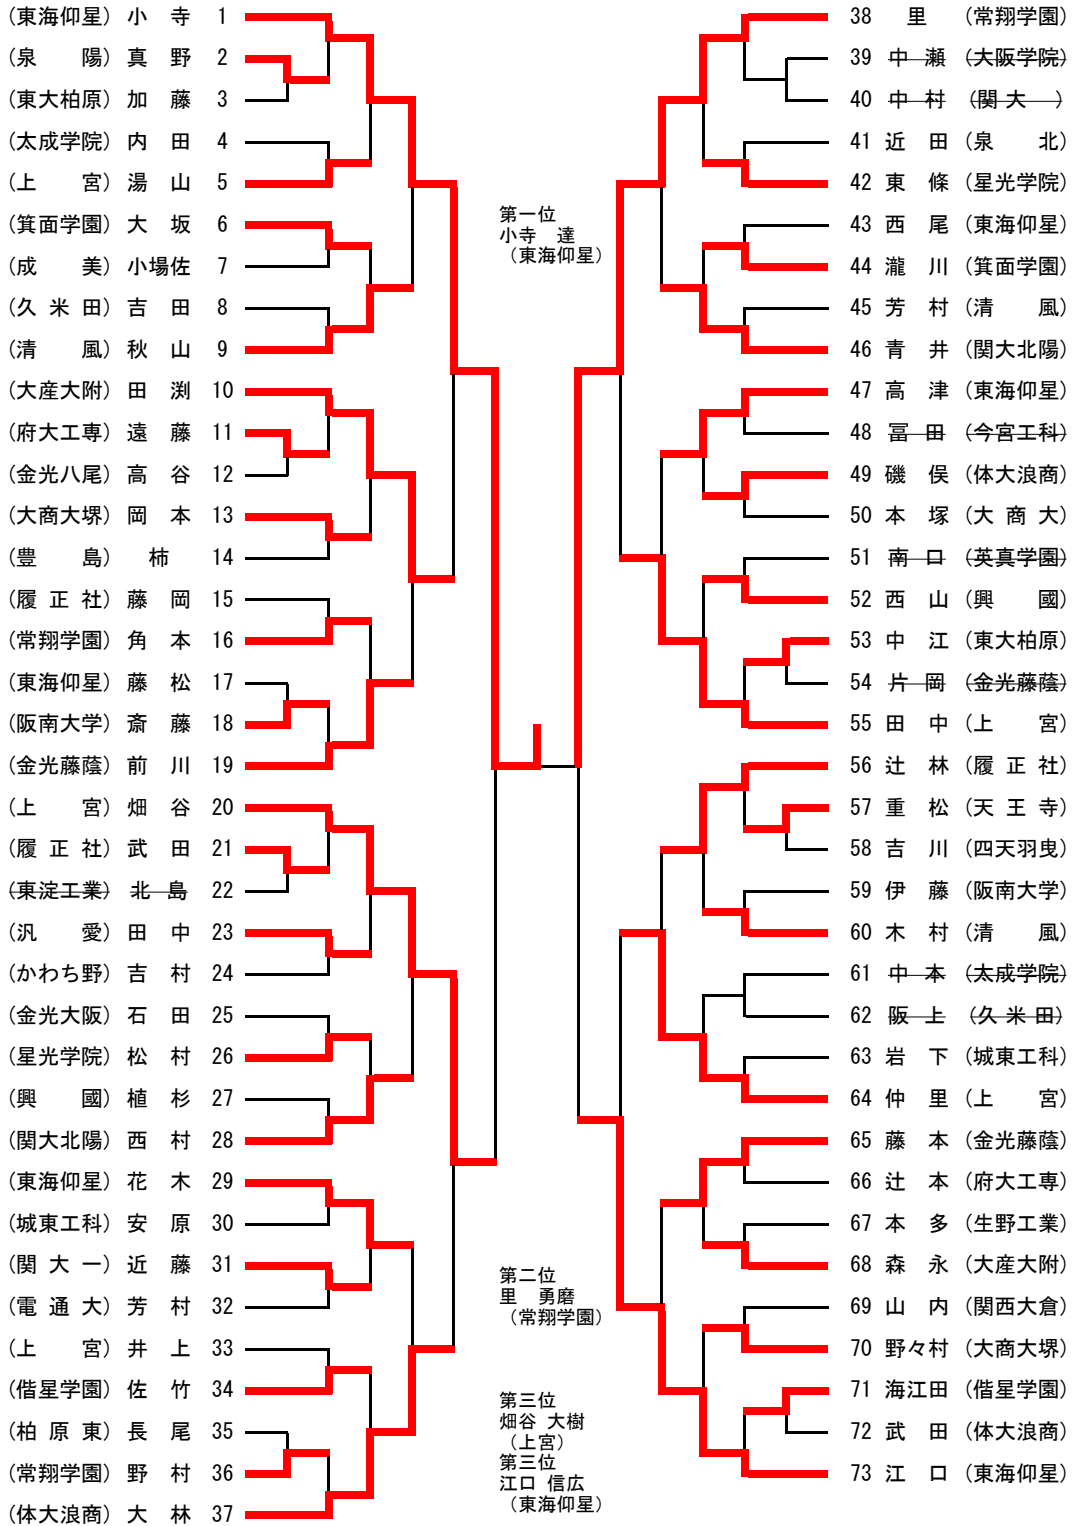 (東海仰星) 小 寺 1
(泉 陽) 真 野 2
(東大柏原) 加 藤 3
(太成学院) 内 田 4
(上 宮) 湯 山 5
(箕面学園) 大 坂 6
(成 美) 小場佐 7
(久 米 田) 吉 田 8
(清 風) 秋 山 9
(大産大附) 田 渕 10
(府大工専) 遠 藤 11
(金光八尾) 高 谷 12
(大商大堺) 岡 本 13
(豊 島) 柿 14
(履 正 社) 藤 岡 15
(常翔学園) 角 本 16
(東海仰星) 藤 松 17
(阪南大学) 斎 藤 18
(金光藤蔭) 前 川 19
(上 宮) 畑 谷 20
(履 正 社) 武 田 21
(東淀工業) 北 島 22
(汎 愛) 田 中 23
(かわち野) 吉 村 24
(金光大阪) 石 田 25
(星光学院) 松 村 26
(興 國) 植 杉 27
(関大北陽) 西 村 28
(東海仰星) 花 木 29
(城東工科) 安 原 30
(関 大 一) 近 藤 31
(電 通 大) 芳 村 32
(上 宮) 井 上 33
(偕星学園) 佐 竹 34
(柏 原 東) 長 尾 35
(常翔学園) 野 村 36
(体大浪商) 大 林 37
第一位
小寺 達
(東海仰星)
第二位
里 勇磨
(常翔学園)
第三位
畑谷 大樹
(上宮)
第三位
江口 信広
(東海仰星)
38 里 (常翔学園)
39 中 瀬 (大阪学院)
40 中 村 (関 大 )
41 近 田 (泉 北)
42 東 條 (星光学院)
43 西 尾 (東海仰星)
44 瀧 川 (箕面学園)
45 芳 村 (清 風)
46 青 井 (関大北陽)
47 高 津 (東海仰星)
48 冨 田 (今宮工科)
49 磯 俣 (体大浪商)
50 本 塚 (大 商 大)
51 南 口 (英真学園)
52 西 山 (興 國)
53 中 江 (東大柏原)
54 片 岡 (金光藤蔭)
55 田 中 (上 宮)
56 辻 林 (履 正 社)
57 重 松 (天 王 寺)
58 吉 川 (四天羽曳)
59 伊 藤 (阪南大学)
60 木 村 (清 風)
61 中 本 (太成学院)
62 阪 上 (久 米 田)
63 岩 下 (城東工科)
64 仲 里 (上 宮)
65 藤 本 (金光藤蔭)
66 辻 本 (府大工専)
67 本 多 (生野工業)
68 森 永 (大産大附)
69 山 内 (関西大倉)
70 野々村 (大商大堺)
71 海江田 (偕星学園)
72 武 田 (体大浪商)
73 江 口 (東海仰星)